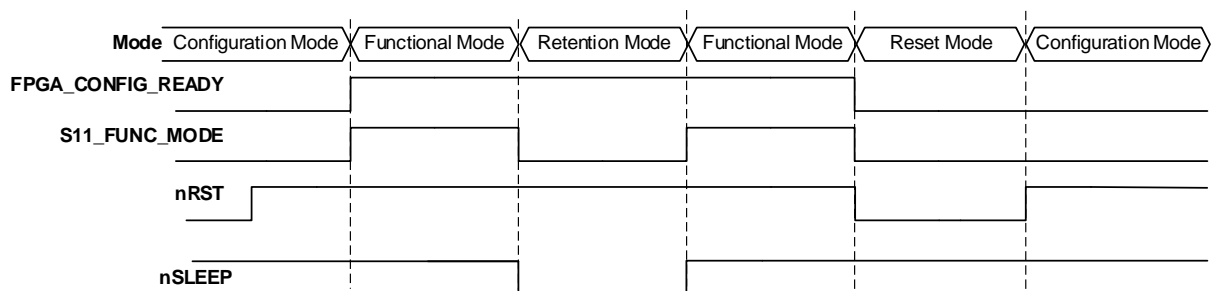 Mode Configuration Mode Functional Mode Retention Mode Functional Mode Reset Mode Configuration Mode
FPGA_CONFIG_READY
S11_FUNC_MODE
nRST
nSLEEP